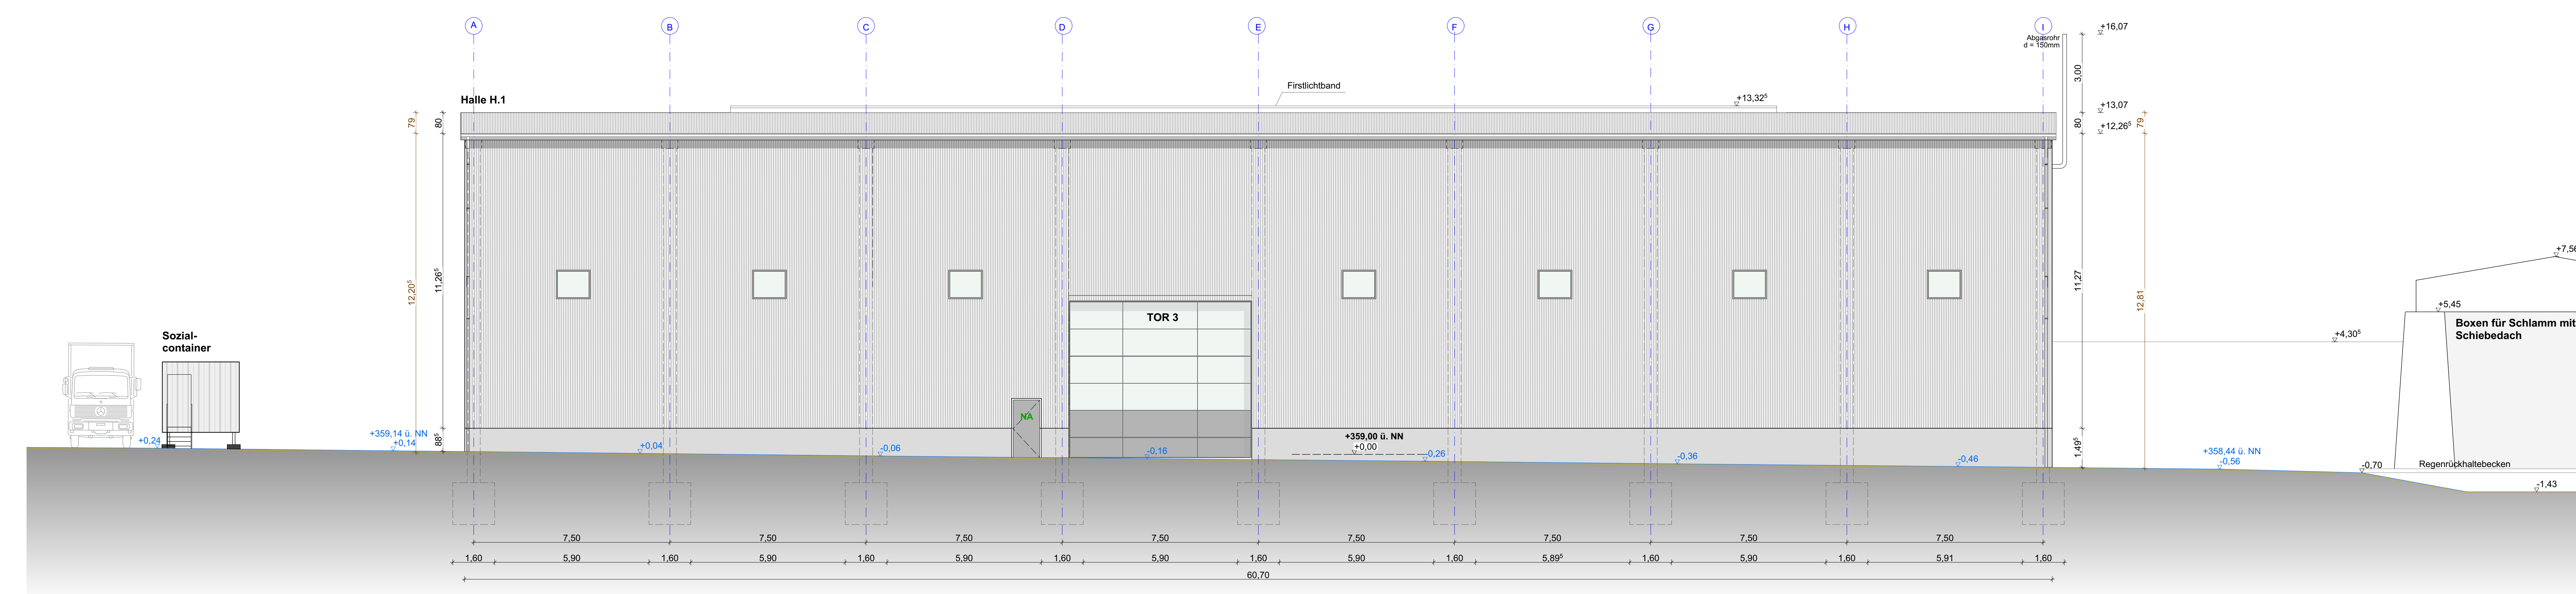 A B C D E F G H I
+16,07
Abgasrohr
d = 150mm
3,00
Firstlichtband
Halle H.1
+13,32⁵
+13,07
79
80
80
+12,26⁵
79
12,20⁵
11,26⁵
11,27
12,81
+7,56
+5,45
TOR 3
Boxen für Schlamm mit
Schiebedach
+4,30⁵
Sozial-
container
NA
+359,14 ü. NN
+0,24
+0,14
88⁵
+0,04
-0,06
-0,16
+359,00 ü. NN
+0,00
-0,26
-0,36
-0,46
1,49⁵
+358,44 ü. NN
-0,56
-0,70
Regenrückhaltebecken
-1,43
7,50 7,50 7,50 7,50 7,50 7,50 7,50 7,50
1,60 5,90 1,60 5,90 1,60 5,90 1,60 5,90 1,60 5,90 1,60 5,89⁵ 1,60 5,90 1,60 5,91 1,60
60,70